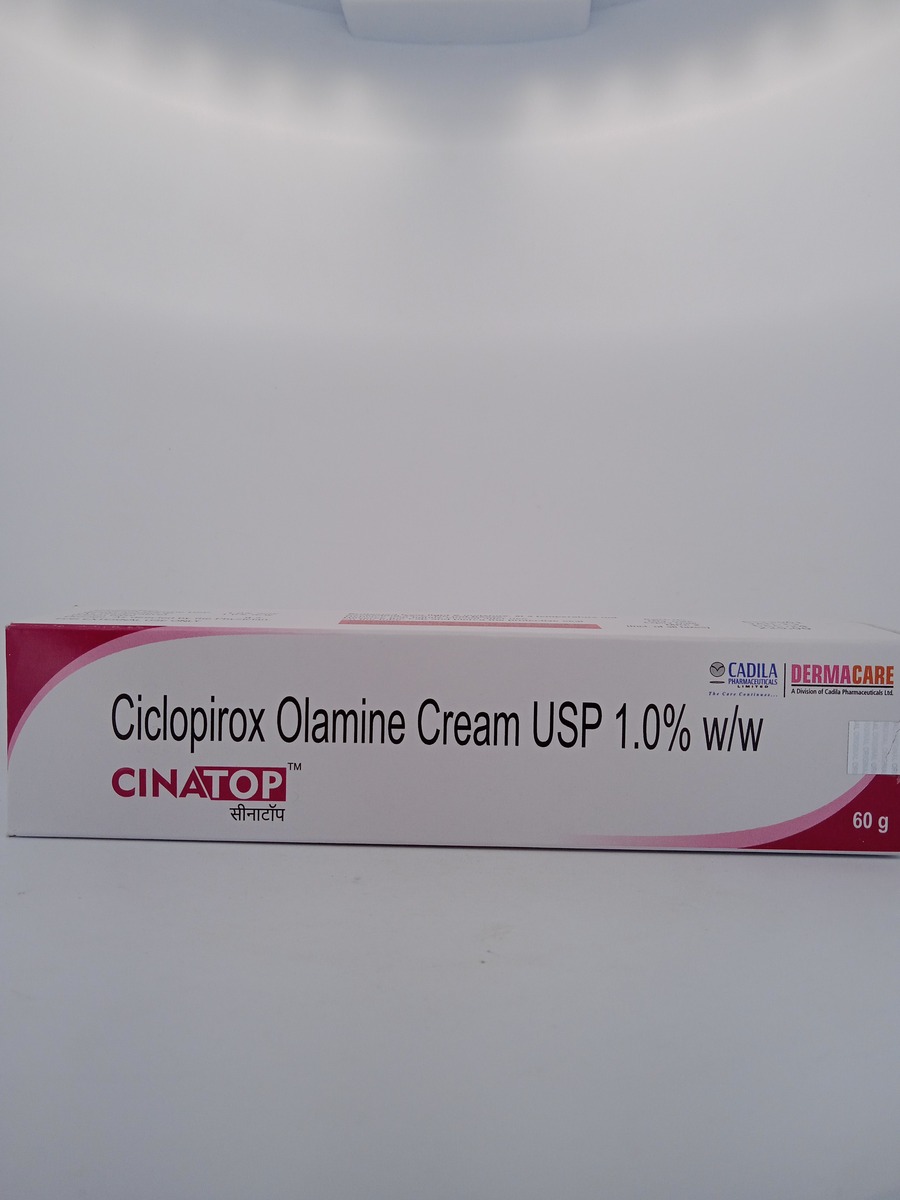 CADILA
PHARMACEUTICALS
LIMITED
The Care Continues...
DERMACARE
A Division of Cadila Pharmaceuticals Ltd.
Ciclopirox Olamine Cream USP 1.0% w/w
CINATOP™
सीनाटॉप
60 g